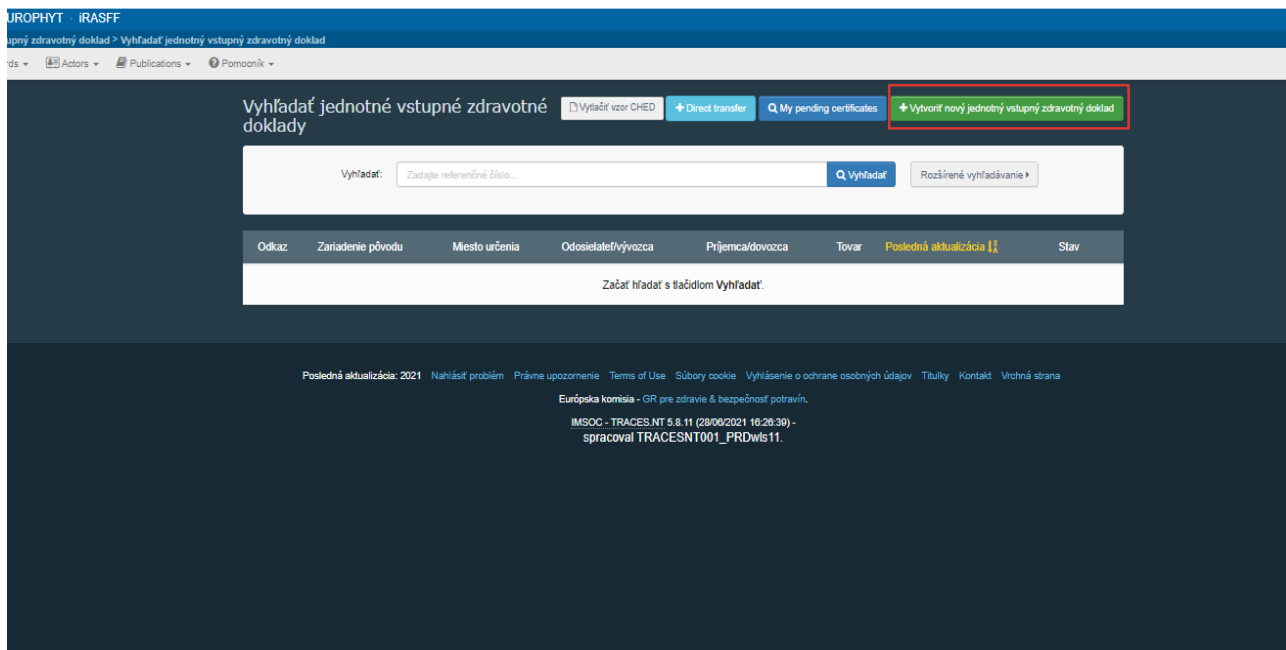 UROPHYT · iRASFF
upný zdravotný doklad > Vyhľadať jednotný vstupný zdravotný doklad
rds Actors Publications Pomocník
Vyhľadať jednotné vstupné zdravotné doklady
Vytlačiť vzor CHED + Direct transfer My pending certificates + Vytvoriť nový jednotný vstupný zdravotný doklad
Vyhľadať: Zadajte referenčné číslo... Vyhľadať Rozšírené vyhľadávanie
Odkaz Zariadenie pôvodu Miesto určenia Odosielateľ/vývozca Príjemca/dovozca Tovar Posledná aktualizácia Stav
Začať hľadať s tlačidlom Vyhľadať.
Posledná aktualizácia: 2021 Nahlásiť problém Právne upozornenie Terms of Use Súbory cookie Vyhlásenie o ochrane osobných údajov Titulky Kontakt Vrchná strana
Európska komisia - GR pre zdravie & bezpečnosť potravín.
IMSOC - TRACES.NT 5.8.11 (28/06/2021 16:26:39) -
spracoval TRACESNT001_PRDwls11.